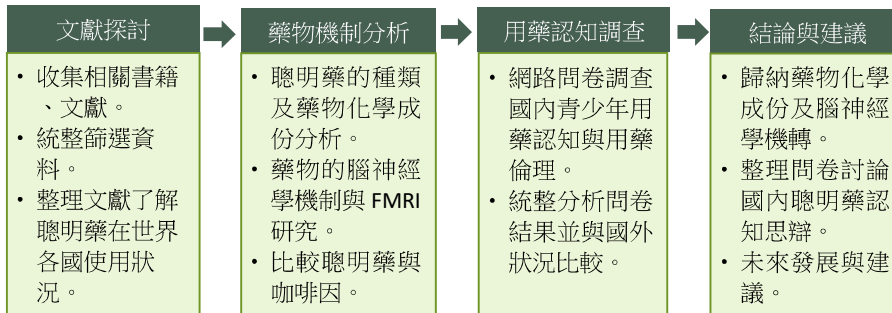 文獻探討
• 收集相關書籍
、文獻。
• 統整篩選資
料。
• 整理文獻了解
聰明藥在世界
各國使用狀
況。
藥物機制分析
• 聰明藥的種類
及藥物化學成
份分析。
• 藥物的腦神經
學機制與 FMRI
研究。
• 比較聰明藥與
咖啡因。
用藥認知調查
• 網路問卷調查
國內青少年用
藥認知與用藥
倫理。
• 統整分析問卷
結果並與國外
狀況比較。
結論與建議
• 歸納藥物化學
成份及腦神經
學機轉。
• 整理問卷討論
國內聰明藥認
知思辯。
• 未來發展與建
議。